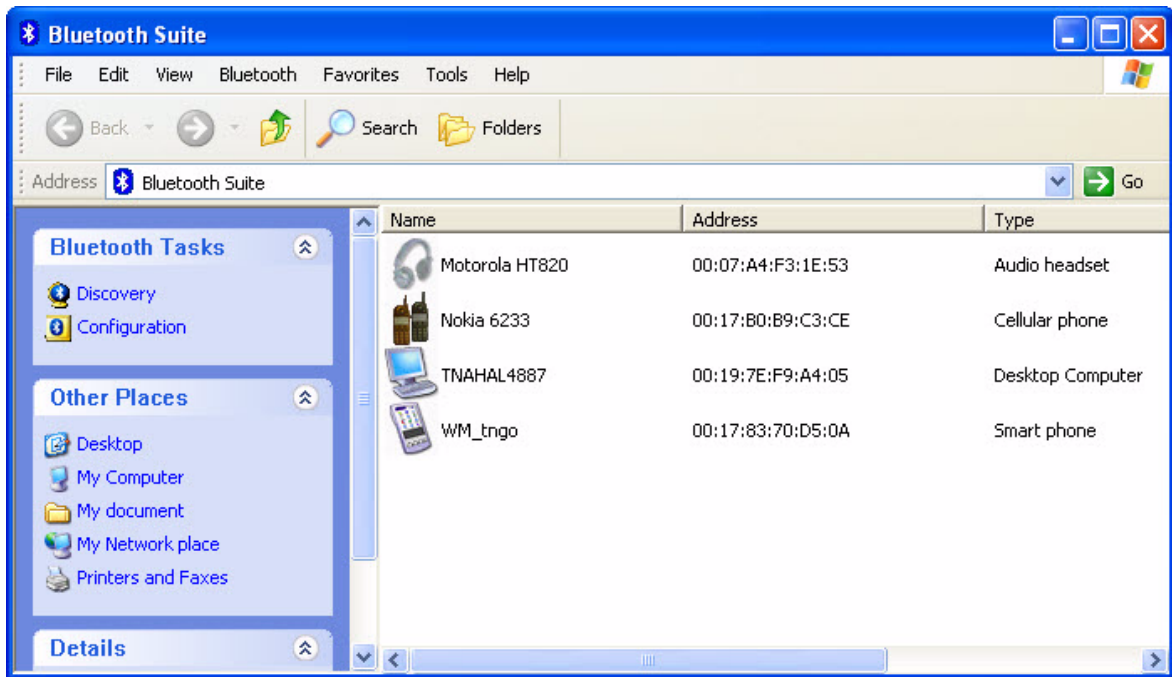 Bluetooth Suite
File Edit View Bluetooth Favorites Tools Help
Back Search Folders
Address Bluetooth Suite Go
Bluetooth Tasks
Discovery
Configuration
Other Places
Desktop
My Computer
My document
My Network place
Printers and Faxes
Details
Name Address Type
Motorola HT820 00:07:A4:F3:1E:53 Audio headset
Nokia 6233 00:17:B0:B9:C3:CE Cellular phone
TNAHAL4887 00:19:7E:F9:A4:05 Desktop Computer
WM_tngo 00:17:83:70:D5:0A Smart phone